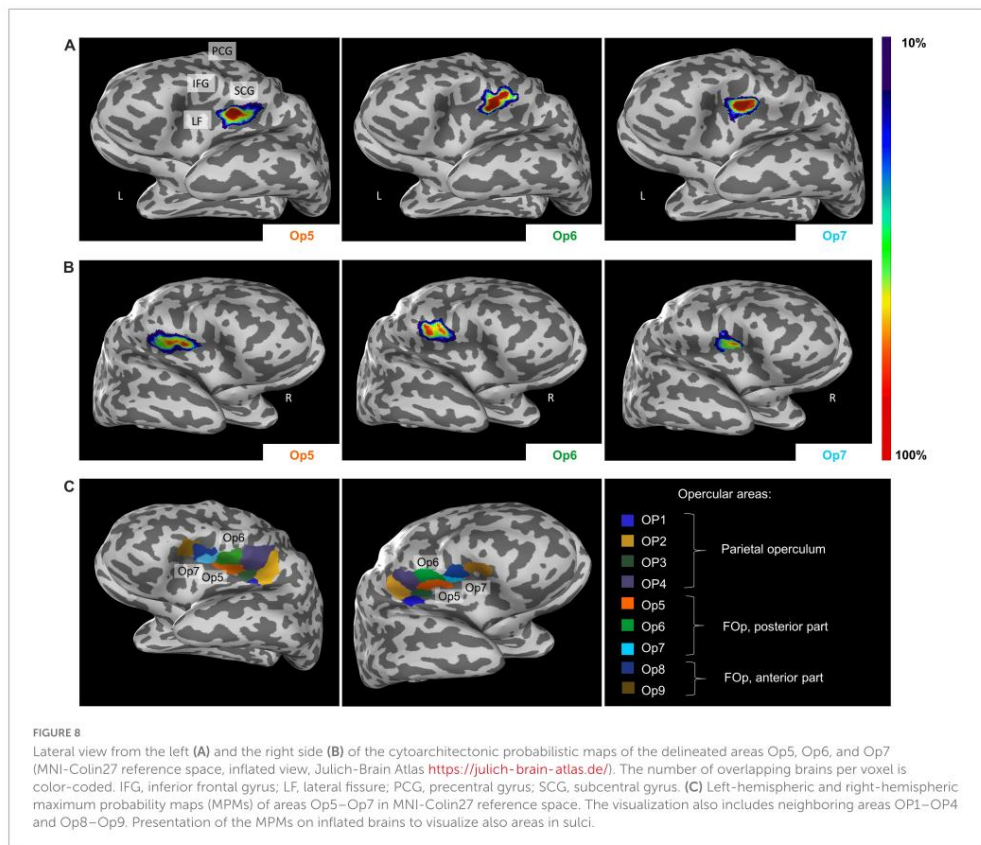 A
PCG
IFG
SCG
LF
L
Op5
Op6
Op7
10%
B
R
R
Op5
Op6
Op7
100%
C
Op6
Op7
Op5
Op6
Op7
Op5
Opercular areas:
OP1
OP2
OP3
OP4
Parietal operculum
Op5
Op6
Op7
FOp, posterior part
Op8
Op9
FOp, anterior part
FIGURE 8
Lateral view from the left (A) and the right side (B) of the cytoarchitectonic probabilistic maps of the delineated areas Op5, Op6, and Op7
(MNI-Colin27 reference space, inflated view, Julich-Brain Atlas https://julich-brain-atlas.de/). The number of overlapping brains per voxel is
color-coded. IFG, inferior frontal gyrus; LF, lateral fissure; PCG, precentral gyrus; SCG, subcentral gyrus. (C) Left-hemispheric and right-hemispheric
maximum probability maps (MPMs) of areas Op5–Op7 in MNI-Colin27 reference space. The visualization also includes neighboring areas OP1–OP4
and Op8–Op9. Presentation of the MPMs on inflated brains to visualize also areas in sulci.